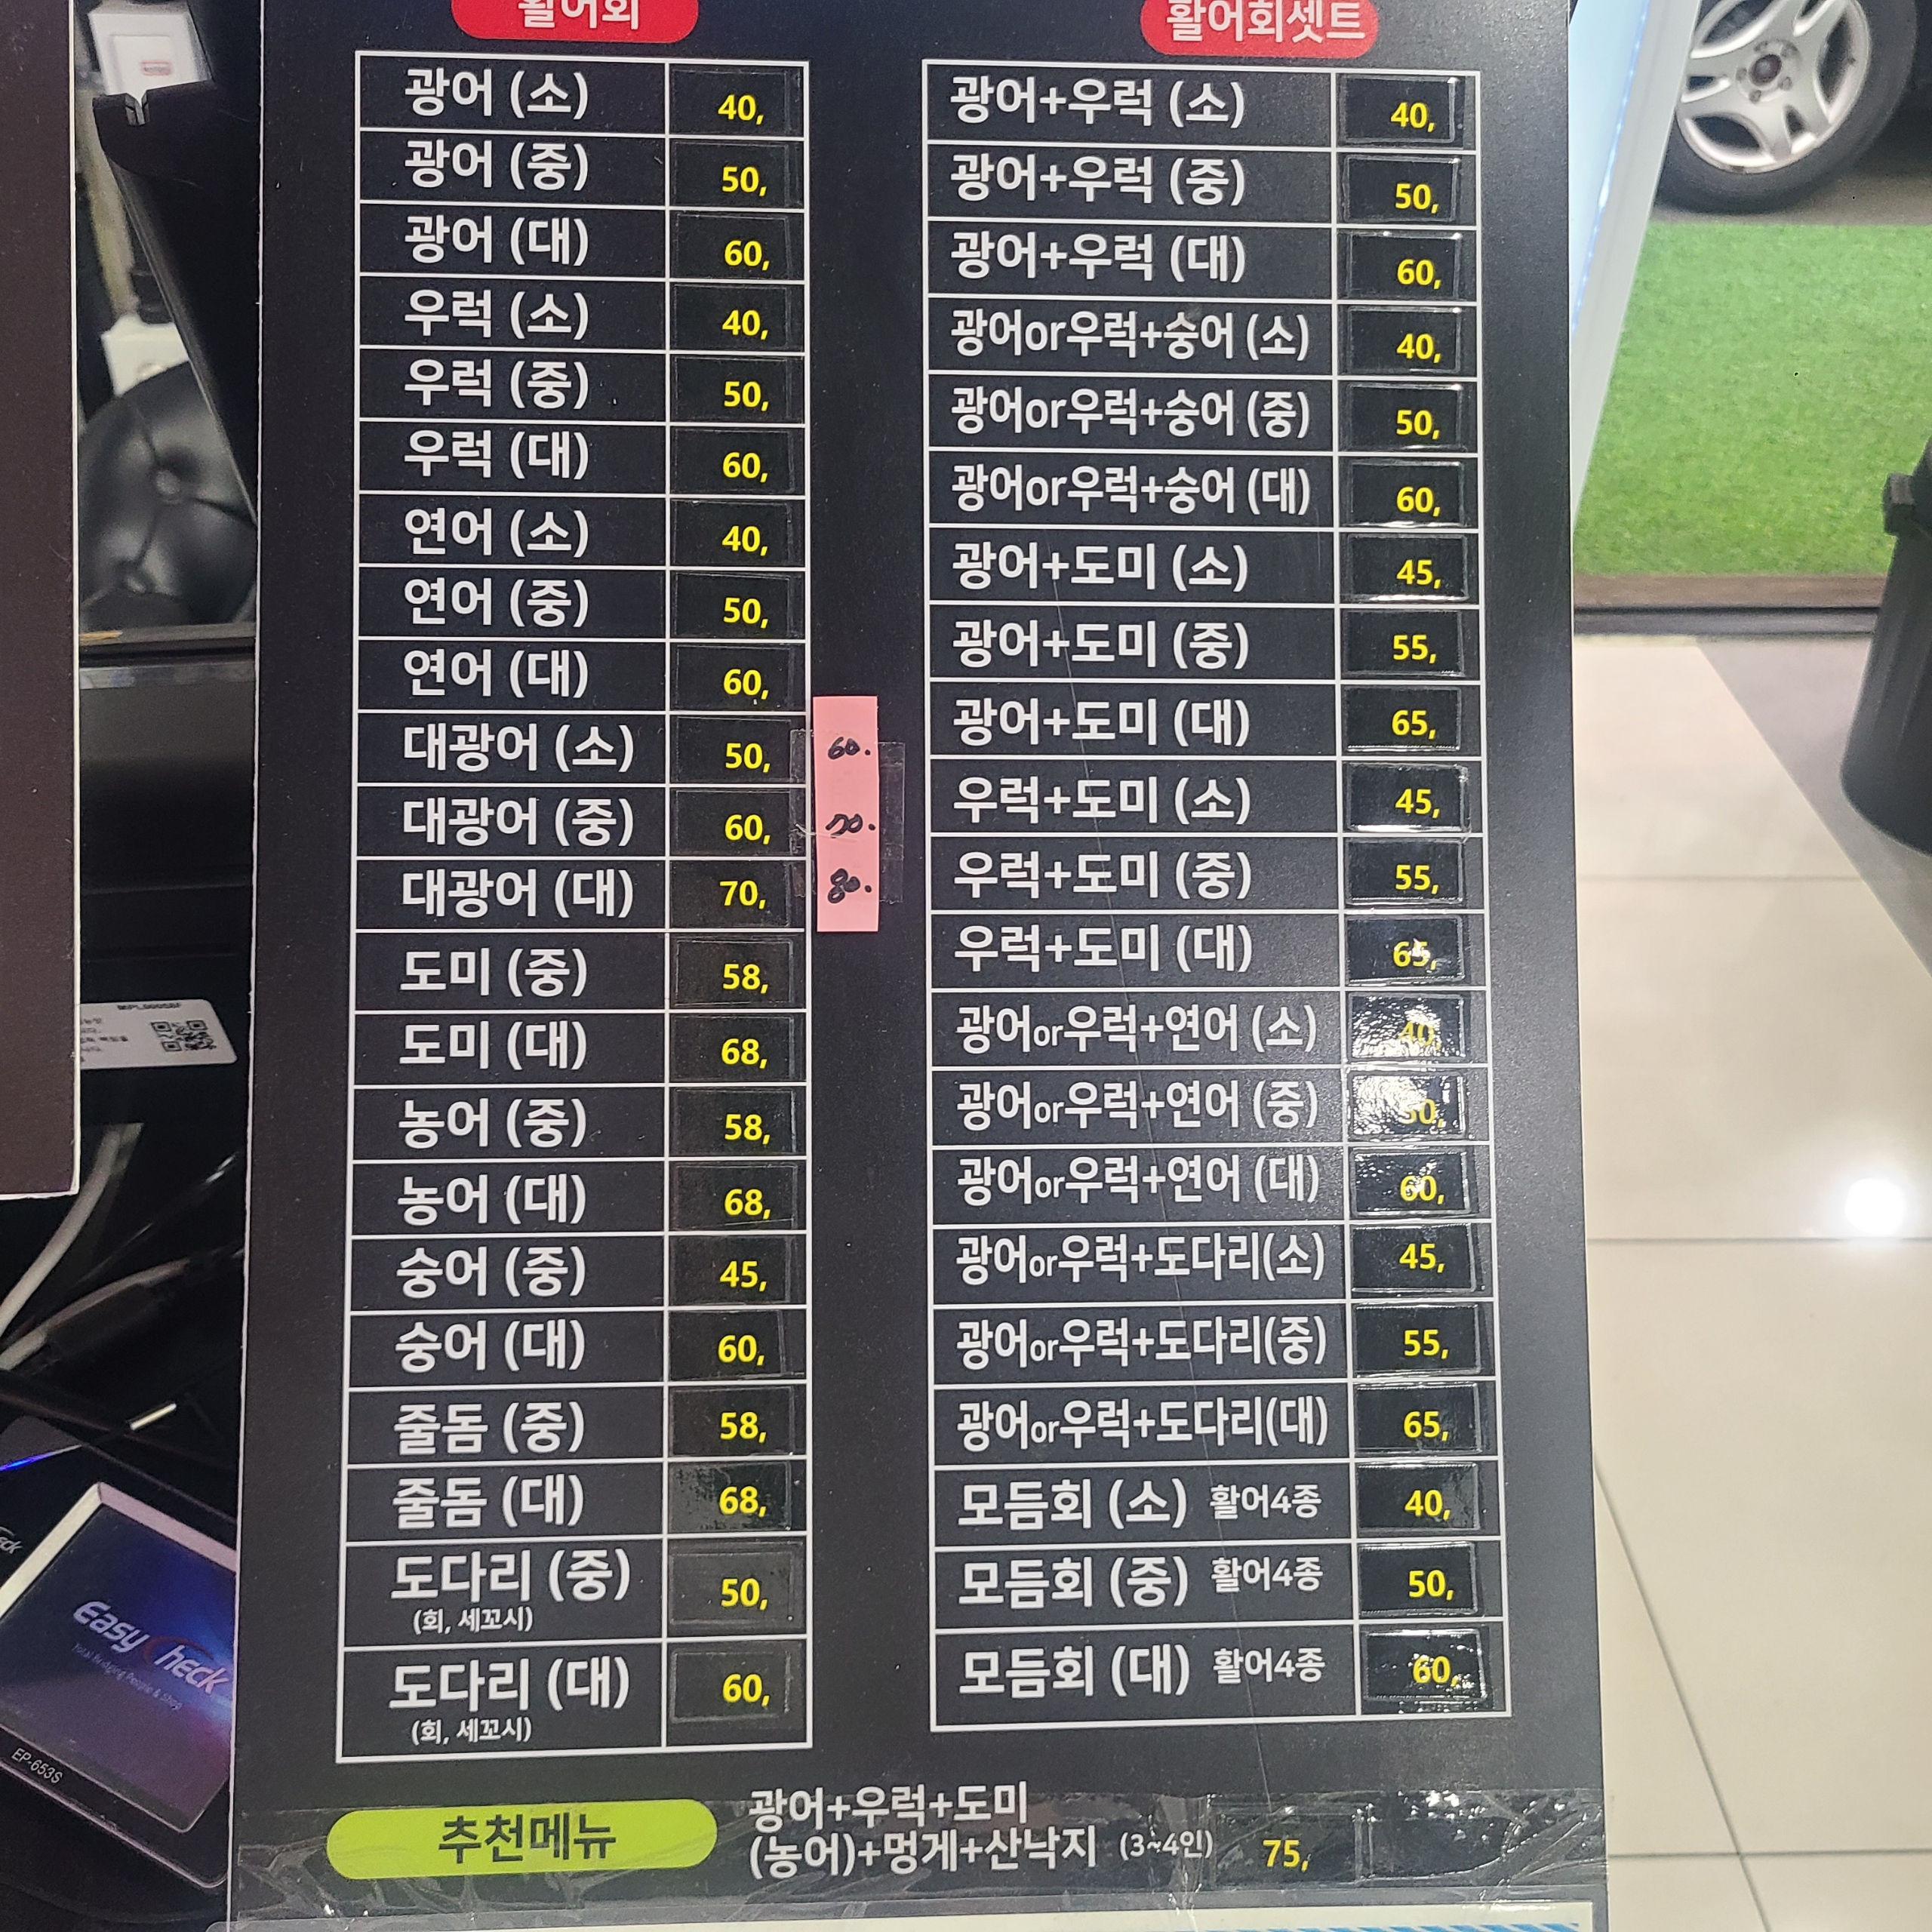 활어회
광어 (소) 40,
광어 (중) 50,
광어 (대) 60,
우럭 (소) 40,
우럭 (중) 50,
우럭 (대) 60,
연어 (소) 40,
연어 (중) 50,
연어 (대) 60,
대광어 (소) 50, 60.
대광어 (중) 60, 70.
대광어 (대) 70, 80.
도미 (중) 58,
도미 (대) 68,
농어 (중) 58,
농어 (대) 68,
숭어 (중) 45,
숭어 (대) 60,
줄돔 (중) 58,
줄돔 (대) 68,
도다리 (중) 50,
(회, 세꼬시)
도다리 (대) 60,
(회, 세꼬시)
활어회셋트
광어+우럭 (소) 40,
광어+우럭 (중) 50,
광어+우럭 (대) 60,
광어or우럭+숭어 (소) 40,
광어or우럭+숭어 (중) 50,
광어or우럭+숭어 (대) 60,
광어+도미 (소) 45,
광어+도미 (중) 55,
광어+도미 (대) 65,
우럭+도미 (소) 45,
우럭+도미 (중) 55,
우럭+도미 (대) 65,
광어or우럭+연어 (소) 40,
광어or우럭+연어 (중) 50,
광어or우럭+연어 (대) 60,
광어or우럭+도다리(소) 45,
광어or우럭+도다리(중) 55,
광어or우럭+도다리(대) 65,
모듬회 (소) 활어4종 40,
모듬회 (중) 활어4종 50,
모듬회 (대) 활어4종 60,
추천메뉴
광어+우럭+도미
(농어)+멍게+산낙지 (3~4인) 75,
Easy Check
EP-653S